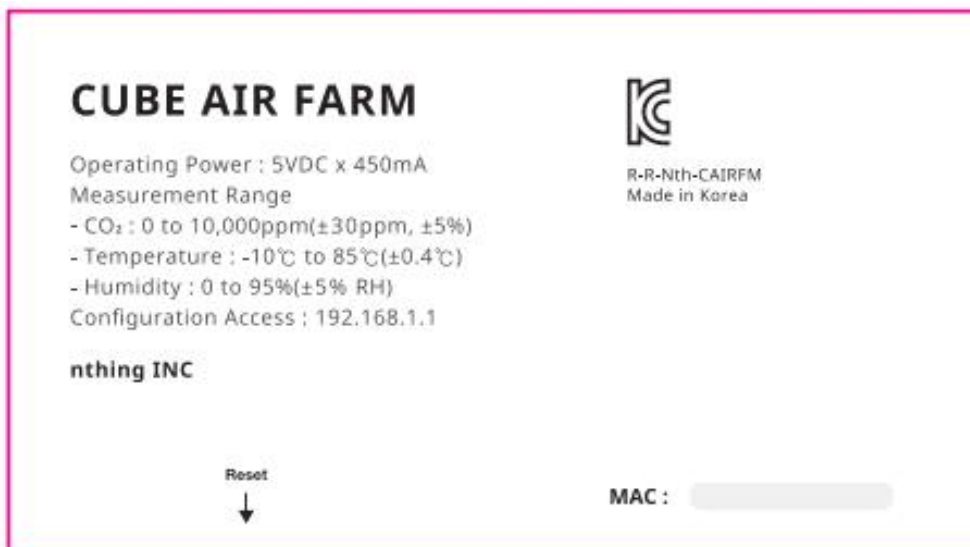 CUBE AIR FARM
Operating Power : 5VDC x 450mA
Measurement Range
- CO₂ : 0 to 10,000ppm(±30ppm, ±5%)
- Temperature : -10℃ to 85℃(±0.4℃)
- Humidity : 0 to 95%(±5% RH)
Configuration Access : 192.168.1.1
nthing INC
KC
R-R-Nth-CAIRFM
Made in Korea
Reset
MAC :